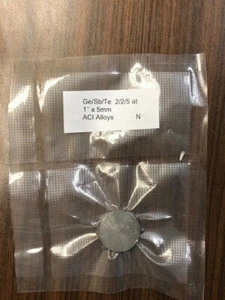 Ge/Sb/Te 2/2/5 at
1" x 5mm
ACI Alloys N